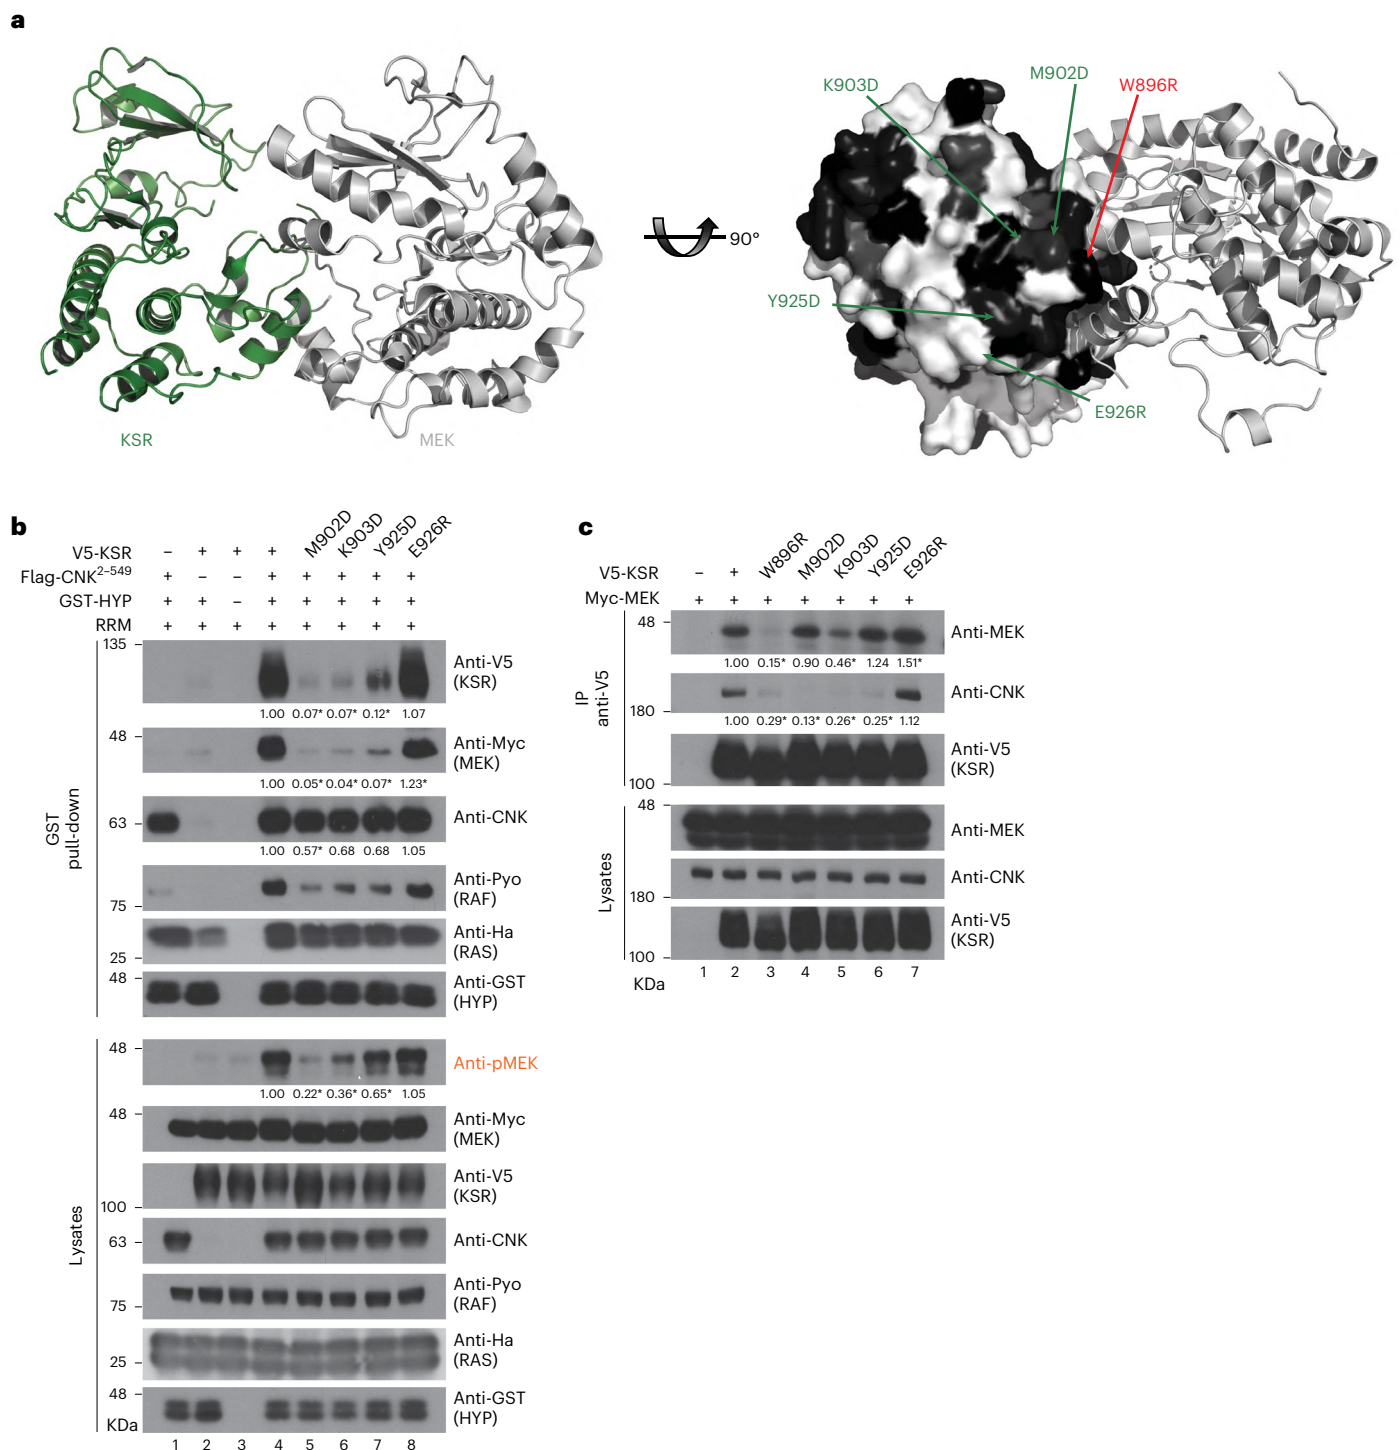 a
K903D
M902D
W896R
90°
Y925D
E926R
KSR
MEK
b
M902D
K903D
Y925D
E926R
V5-KSR – + + +
Flag-CNK2–549 + – – + + + + +
GST-HYP + + – + + + + +
RRM + + + + + + + +
135
Anti-V5
(KSR)
1.00 0.07* 0.07* 0.12* 1.07
48
Anti-Myc
(MEK)
1.00 0.05* 0.04* 0.07* 1.23*
63
Anti-CNK
1.00 0.57* 0.68 0.68 1.05
Anti-Pyo
(RAF)
75
Anti-Ha
(RAS)
25
48
Anti-GST
(HYP)
GST
pull-down
48
Anti-pMEK
1.00 0.22* 0.36* 0.65* 1.05
48
Anti-Myc
(MEK)
Anti-V5
(KSR)
100
63
Anti-CNK
Anti-Pyo
(RAF)
75
Anti-Ha
(RAS)
25
48
Anti-GST
(HYP)
KDa
Lysates
1 2 3 4 5 6 7 8
c
W896R
M902D
K903D
Y925D
E926R
V5-KSR – +
Myc-MEK + + + + + + +
48
Anti-MEK
1.00 0.15* 0.90 0.46* 1.24 1.51*
Anti-CNK
180
1.00 0.29* 0.13* 0.26* 0.25* 1.12
Anti-V5
(KSR)
100
IP
anti-V5
48
Anti-MEK
Anti-CNK
180
Anti-V5
(KSR)
100
Lysates
1 2 3 4 5 6 7
KDa